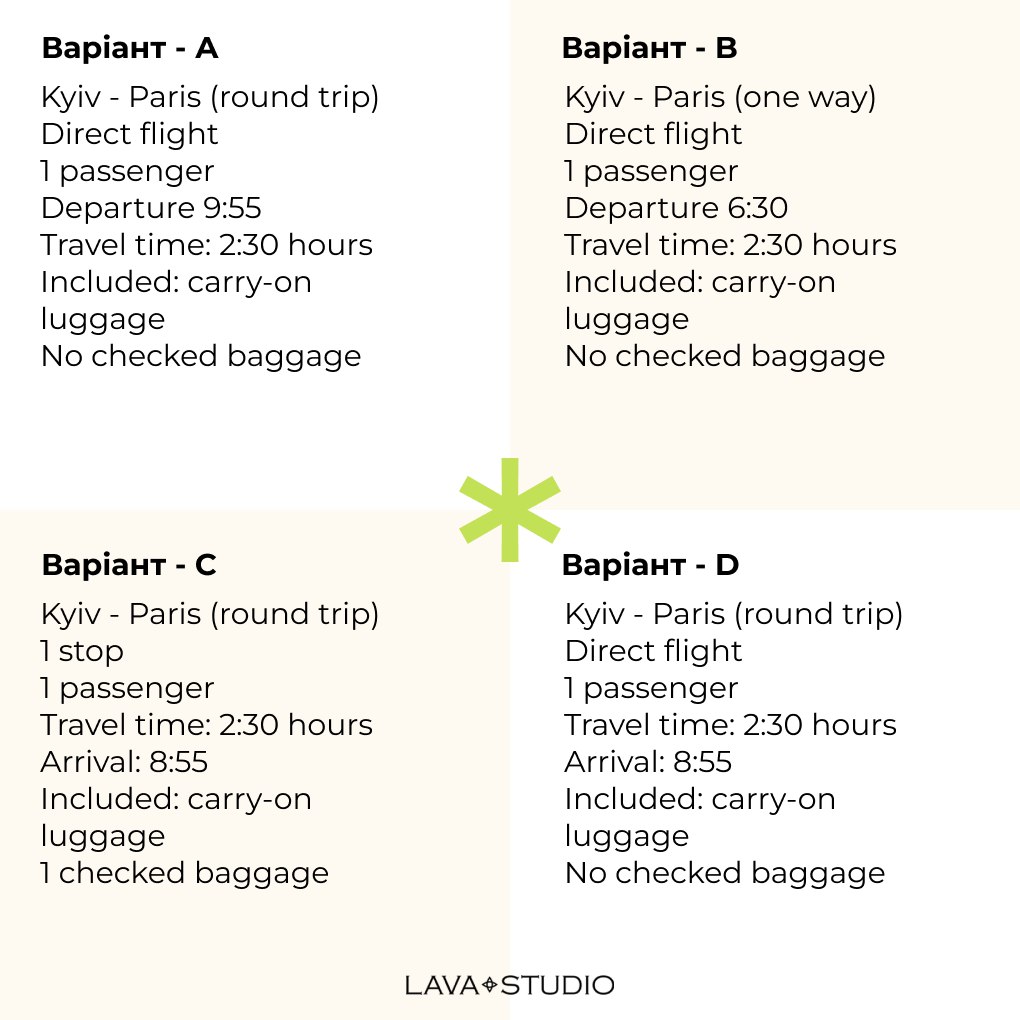 Варіант - A
Kyiv - Paris (round trip)
Direct flight
1 passenger
Departure 9:55
Travel time: 2:30 hours
Included: carry-on
luggage
No checked baggage
Варіант - B
Kyiv - Paris (one way)
Direct flight
1 passenger
Departure 6:30
Travel time: 2:30 hours
Included: carry-on
luggage
No checked baggage
Варіант - C
Kyiv - Paris (round trip)
1 stop
1 passenger
Travel time: 2:30 hours
Arrival: 8:55
Included: carry-on
luggage
1 checked baggage
Варіант - D
Kyiv - Paris (round trip)
Direct flight
1 passenger
Travel time: 2:30 hours
Arrival: 8:55
Included: carry-on
luggage
No checked baggage
LAVA STUDIO